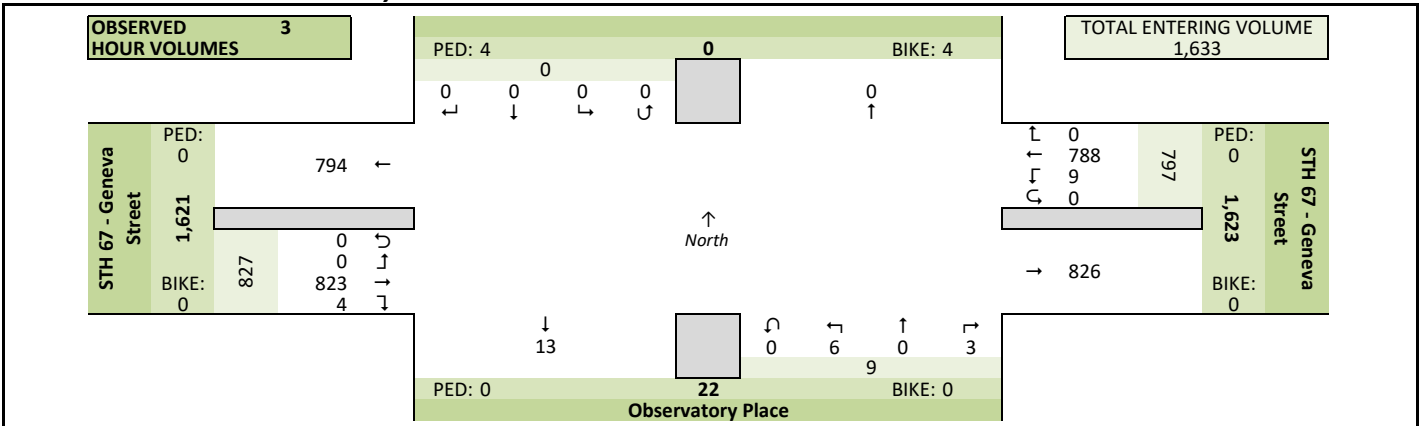 OBSERVED 3
HOUR VOLUMES
TOTAL ENTERING VOLUME
1,633
PED: 4 0 BIKE: 4
0
0 0 0 0 0
↵ ↓ ↳ ↺ ↑
STH 67 - Geneva
Street
PED:
0
1,621
BIKE:
0
794 ←
827
0 ↺
0 ↱
823 →
4 ↴
↑
North
↑ 0
← 788
↓ 9
↺ 0
797
→ 826
PED:
0
1,623
BIKE:
0
STH 67 - Geneva
Street
↓
13
↶ ↰ ↑ ↱
0 6 0 3
9
PED: 0 22 BIKE: 0
Observatory Place